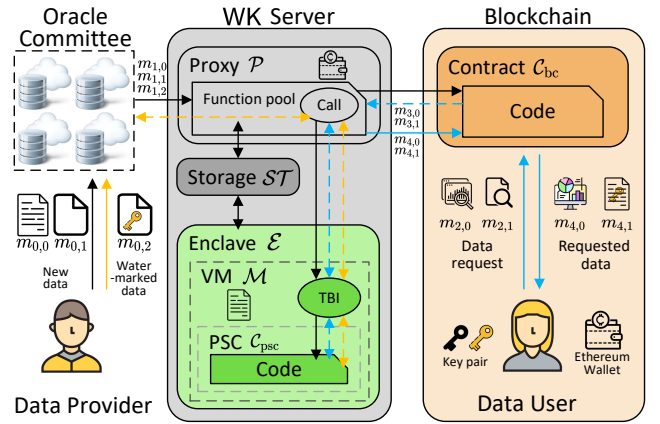 Oracle
Committee
m1,0
m1,1
m1,2
m0,0
m0,1
m0,2
New
data
Water
-marked
data
Data Provider
WK Server
Proxy 𝒫
Function pool
Call
Storage 𝒮𝒯
Enclave ℰ
VM ℳ
TBI
PSC 𝒞psc
Code
m3,0
m3,1
m4,0
m4,1
Blockchain
Contract 𝒞bc
Code
m2,0
m2,1
Data
request
m4,0
m4,1
Requested
data
Key pair
Ethereum
Wallet
Data User